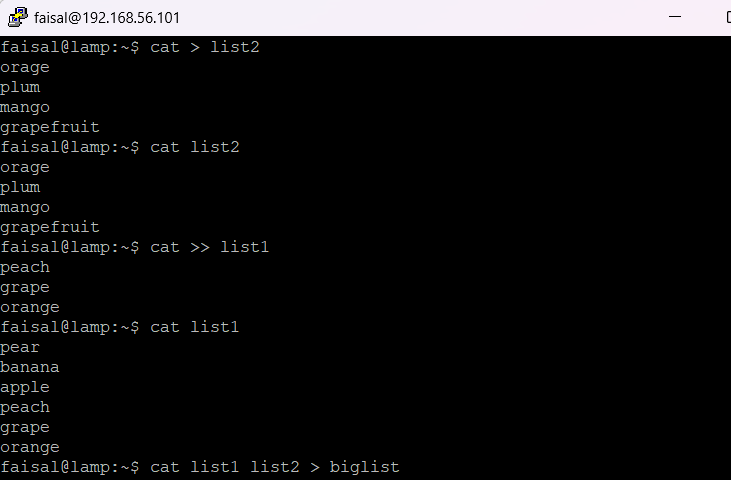 faisal@192.168.56.101
faisal@lamp:~$ cat > list2
orage
plum
mango
grapefruit
faisal@lamp:~$ cat list2
orage
plum
mango
grapefruit
faisal@lamp:~$ cat >> list1
peach
grape
orange
faisal@lamp:~$ cat list1
pear
banana
apple
peach
grape
orange
faisal@lamp:~$ cat list1 list2 > biglist